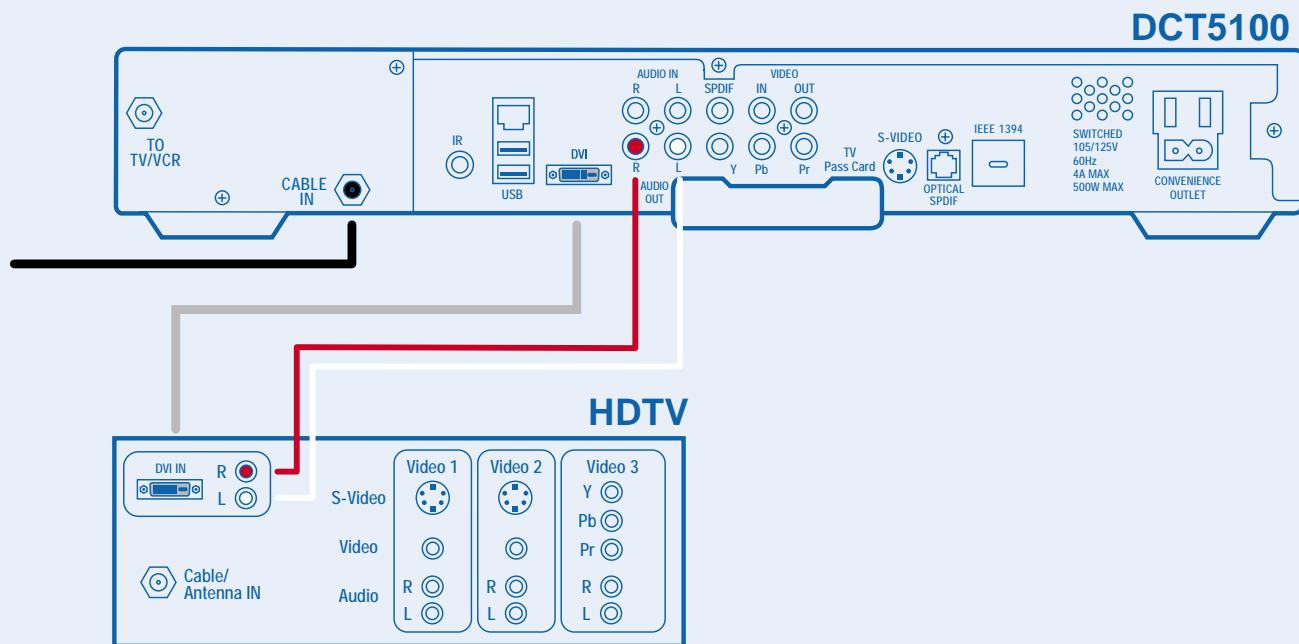 DCT5100
AUDIO IN
VIDEO
R
L
SPDIF
IN
OUT
TO
TV/VCR
CABLE
IN
IR
USB
DVI
R
L
Y
Pb
Pr
AUDIO
OUT
TV
Pass Card
S-VIDEO
OPTICAL
SPDIF
IEEE 1394
SWITCHED
105/125V
60Hz
4A MAX
500W MAX
CONVENIENCE
OUTLET
HDTV
DVI IN
R
L
Cable/
Antenna IN
S-Video
Video
Audio
Video 1
R
L
Video 2
R
L
Video 3
Y
Pb
Pr
R
L